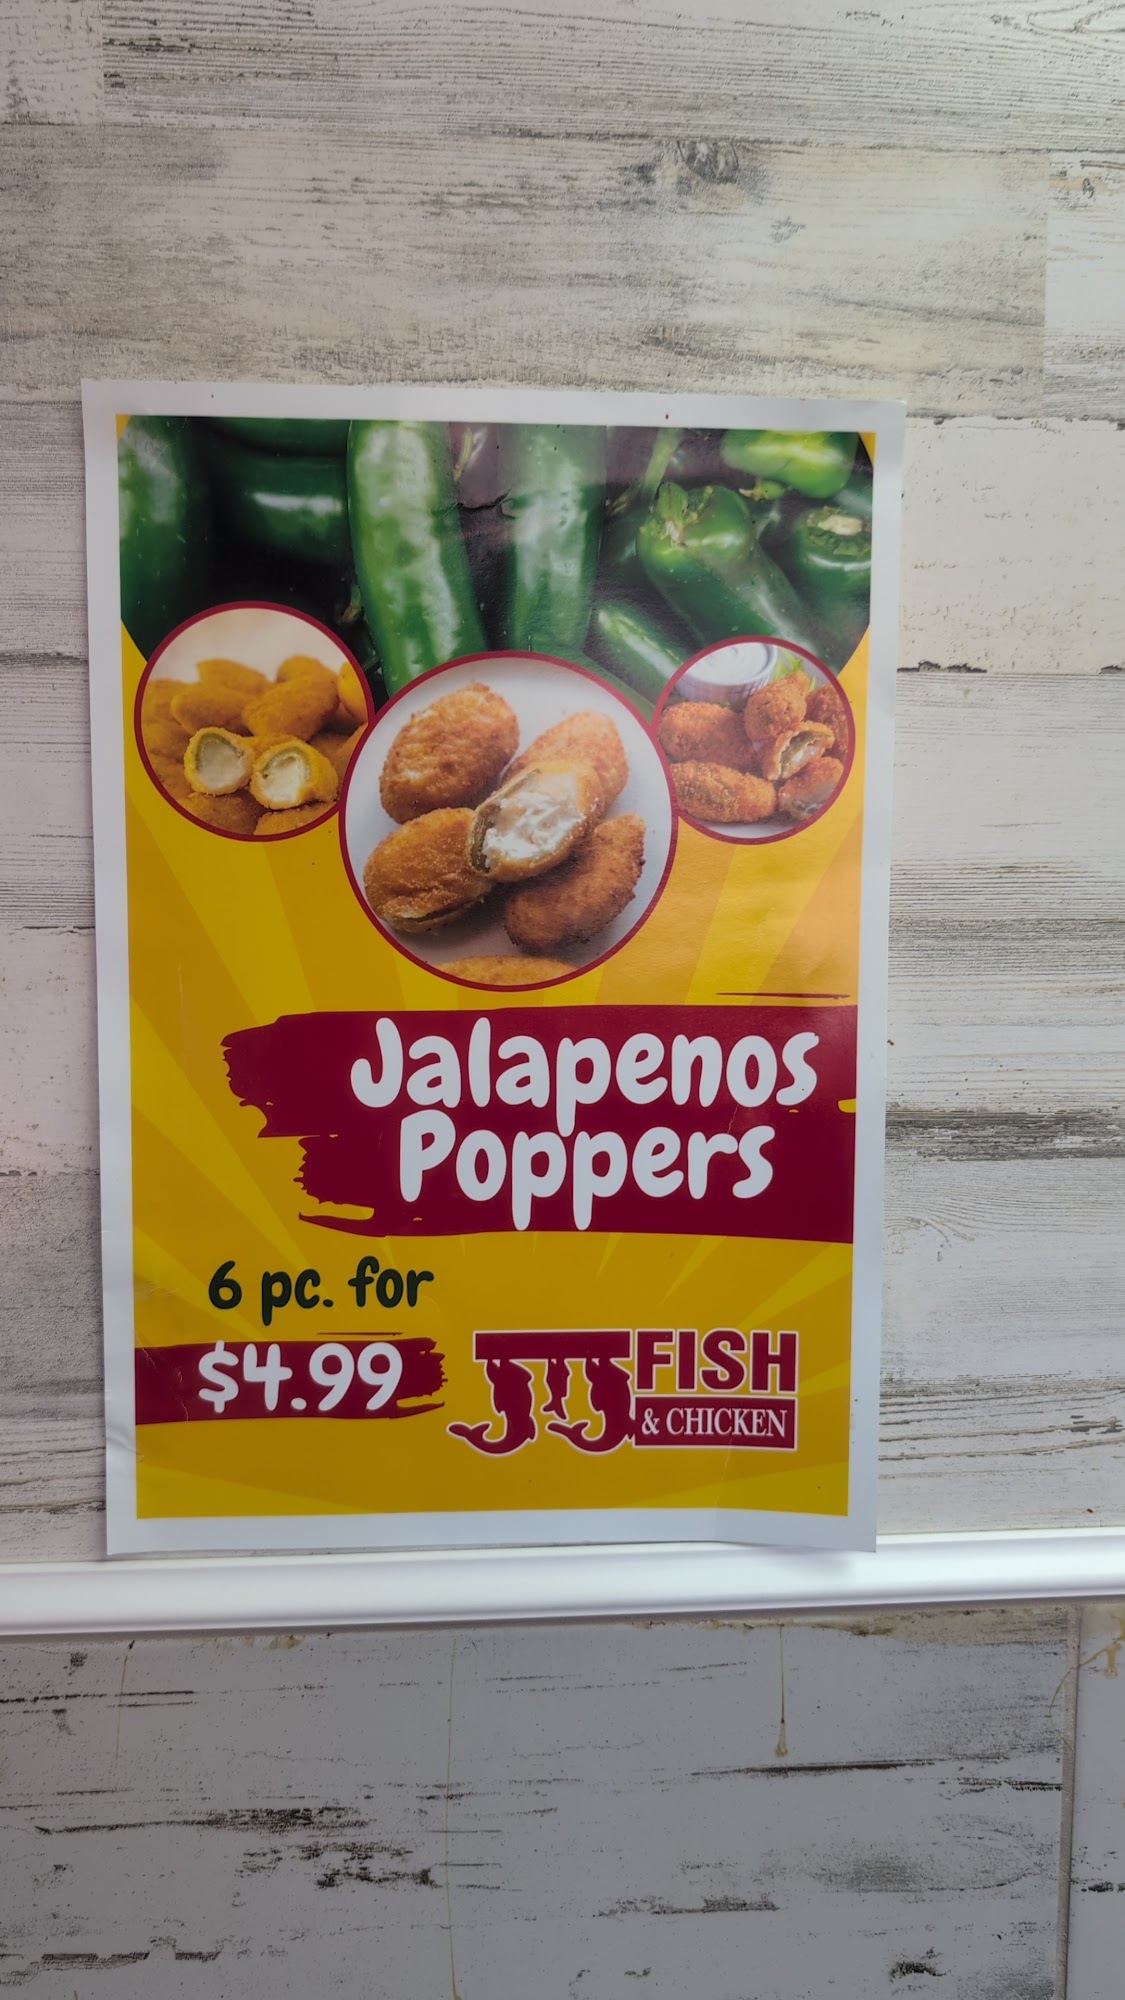 Jalapenos
Poppers
6 pc. for
$4.99
JJ FISH
& CHICKEN